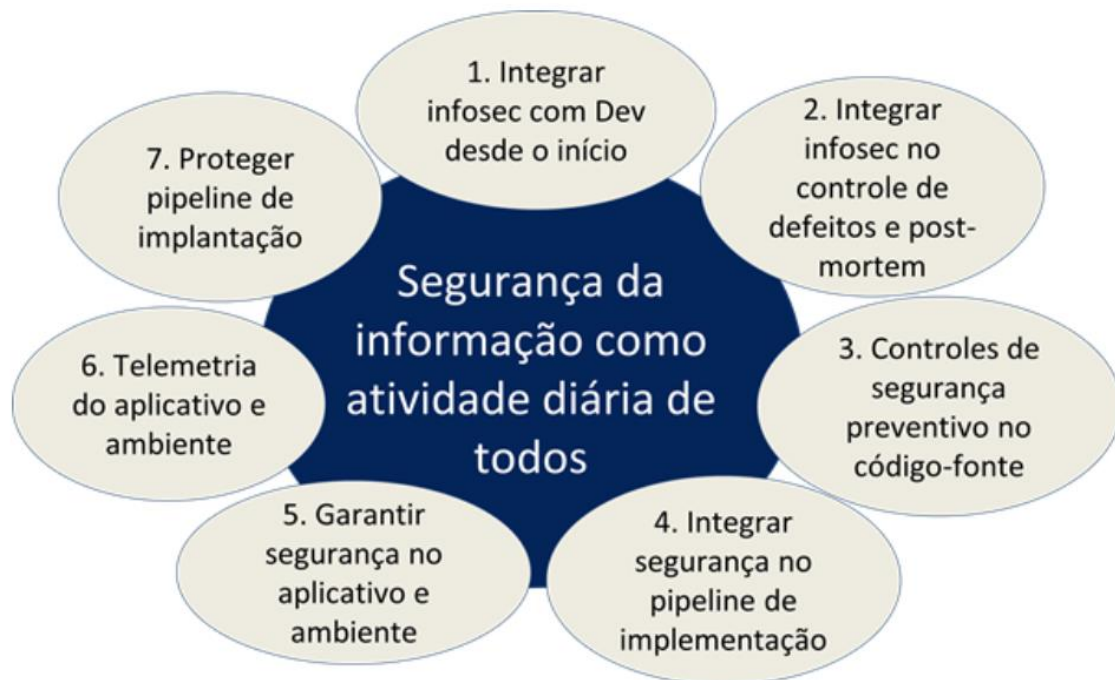 1. Integrar
infosec com Dev
desde o início
2. Integrar
infosec no
controle de
defeitos e post-
mortem
3. Controles de
segurança
preventivo no
código-fonte
4. Integrar
segurança no
pipeline de
implementação
5. Garantir
segurança no
aplicativo e
ambiente
6. Telemetria
do aplicativo e
ambiente
7. Proteger
pipeline de
implantação
Segurança da
informação como
atividade diária de
todos